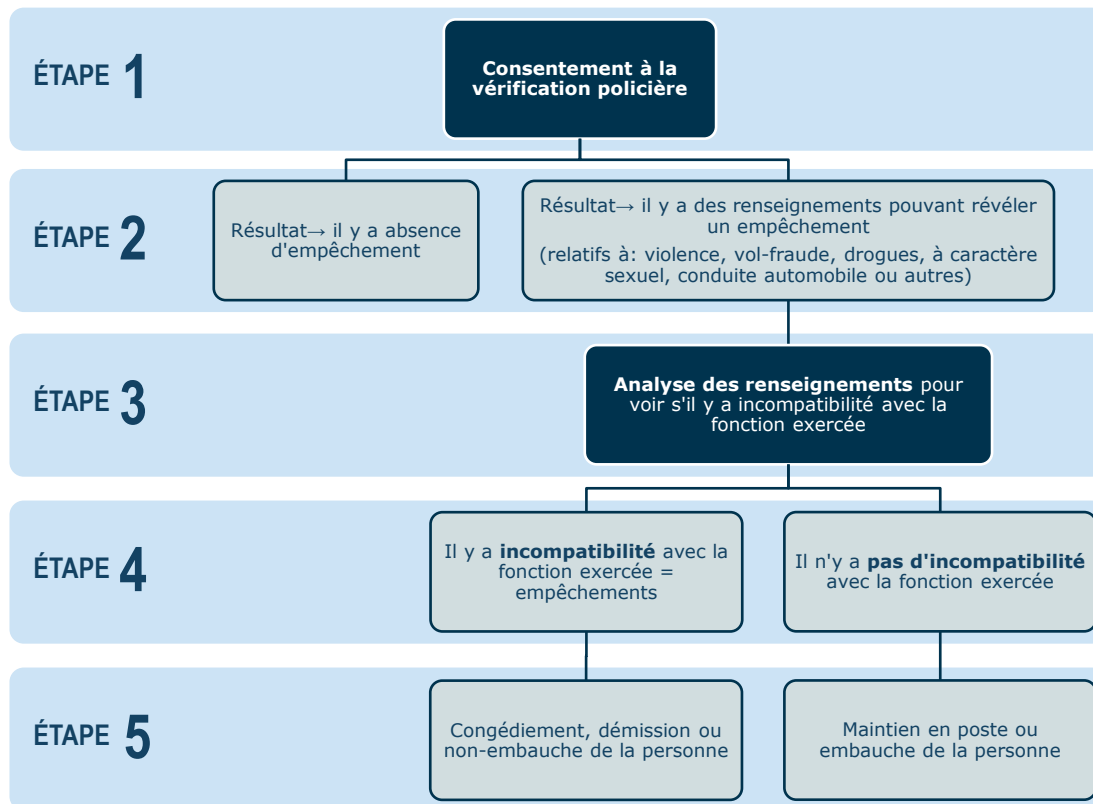 ÉTAPE 1
Consentement à la
vérification policière
ÉTAPE 2
Résultat→ il y a absence
d'empêchement
Résultat→ il y a des renseignements pouvant révéler
un empêchement
(relatifs à: violence, vol-fraude, drogues, à caractère
sexuel, conduite automobile ou autres)
ÉTAPE 3
Analyse des renseignements pour
voir s'il y a incompatibilité avec la
fonction exercée
ÉTAPE 4
Il y a incompatibilité avec la
fonction exercée =
empêchements
Il n'y a pas d'incompatibilité
avec la fonction exercée
ÉTAPE 5
Congédiement, démission ou
non-embauche de la personne
Maintien en poste ou
embauche de la personne